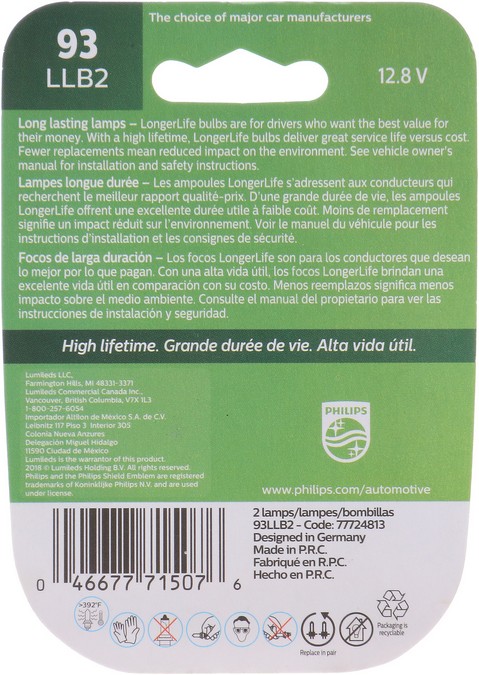 The choice of major car manufacturers
93
LLB2
12.8 V
Long lasting lamps – LongerLife bulbs are for drivers who want the best value for
their money. With a high lifetime, LongerLife bulbs deliver great service life versus cost.
Fewer replacements mean reduced impact on the environment. See vehicle owner's
manual for installation and safety instructions.
Lampes longue durée – Les ampoules LongerLife s'adressent aux conducteurs qui
recherchent le meilleur rapport qualité-prix. D'une grande durée de vie, les ampoules
LongerLife offrent une excellente durée utile à faible coût. Moins de remplacement
signifie un impact réduit sur l'environnement. Voir le manuel du véhicule pour les
instructions d'installation et les consignes de sécurité.
Focos de larga duración – Los focos LongerLife son para los conductores que desean
lo mejor por lo que pagan. Con una alta vida útil, los focos LongerLife brindan una
excelente vida útil en comparación con su costo. Menos reemplazos significa menos
impacto sobre el medio ambiente. Consulte el manual del propietario para ver las
instrucciones de instalación y seguridad.
High lifetime. Grande durée de vie. Alta vida útil.
Lumileds LLC,
Farmington Hills, MI 48331-3371
Lumileds Commercial Canada Inc.,
Vancouver, British Columbia, V7X 1L3
1-800-257-6054
Importador Altilon de México S.A. de C.V.
Leibnitz 117 Piso 3 Interior 305
Colonia Nueva Anzures
Delegación Miguel Hidalgo
11590 Ciudad de México
Lumileds is the warrantor of this product.
2018 © Lumileds Holding B.V. All rights reserved.
Philips and the Philips Shield Emblem are registered
trademarks of Koninklijke Philips N.V. and are used
under license.
PHILIPS
www.philips.com/automotive
2 lamps/lampes/bombillas
93LLB2 – Code: 77724813
Designed in Germany
Made in P.R.C.
Fabriqué en R.P.C.
Hecho en P.R.C.
0 46677 71507 6
>392°F
Replace in pair
Packaging is
recyclable